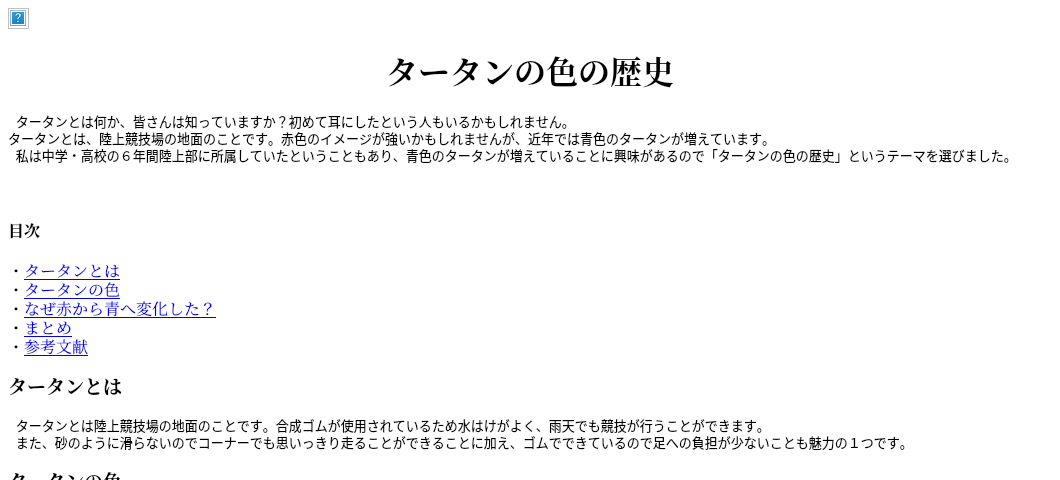 タータンの色の歴史
タータンとは何か、皆さんは知っていますか？初めて耳にしたという人もいるかもしれません。
タータンとは、陸上競技場の地面のことです。赤色のイメージが強いかもしれませんが、近年では青色のタータンが増えています。
私は中学・高校の６年間陸上部に所属していたということもあり、青色のタータンが増えていることに興味があるので「タータンの色の歴史」というテーマを選びました。
目次
・タータンとは
・タータンの色
・なぜ赤から青へ変化した？
・まとめ
・参考文献
タータンとは
タータンとは陸上競技場の地面のことです。合成ゴムが使用されているため水はけがよく、雨天でも競技が行うことができます。
また、砂のように滑らないのでコーナーでも思いっきり走ることができることに加え、ゴムでできているので足への負担が少ないことも魅力の１つです。
タータンの色